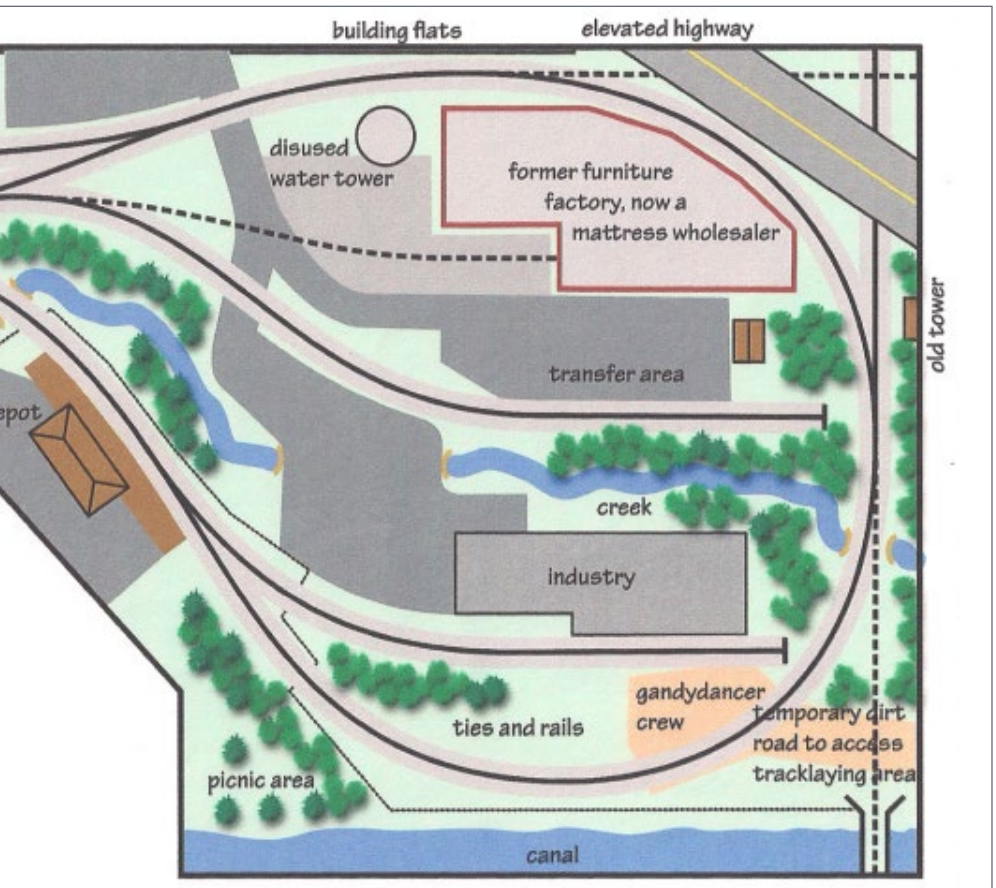 building flats
elevated highway
disused
water tower
former furniture
factory, now a
mattress wholesaler
old tower
transfer area
epot
creek
industry
gandydancer
crew
temporary dirt
road to access
tracklaying area
ties and rails
picnic area
canal